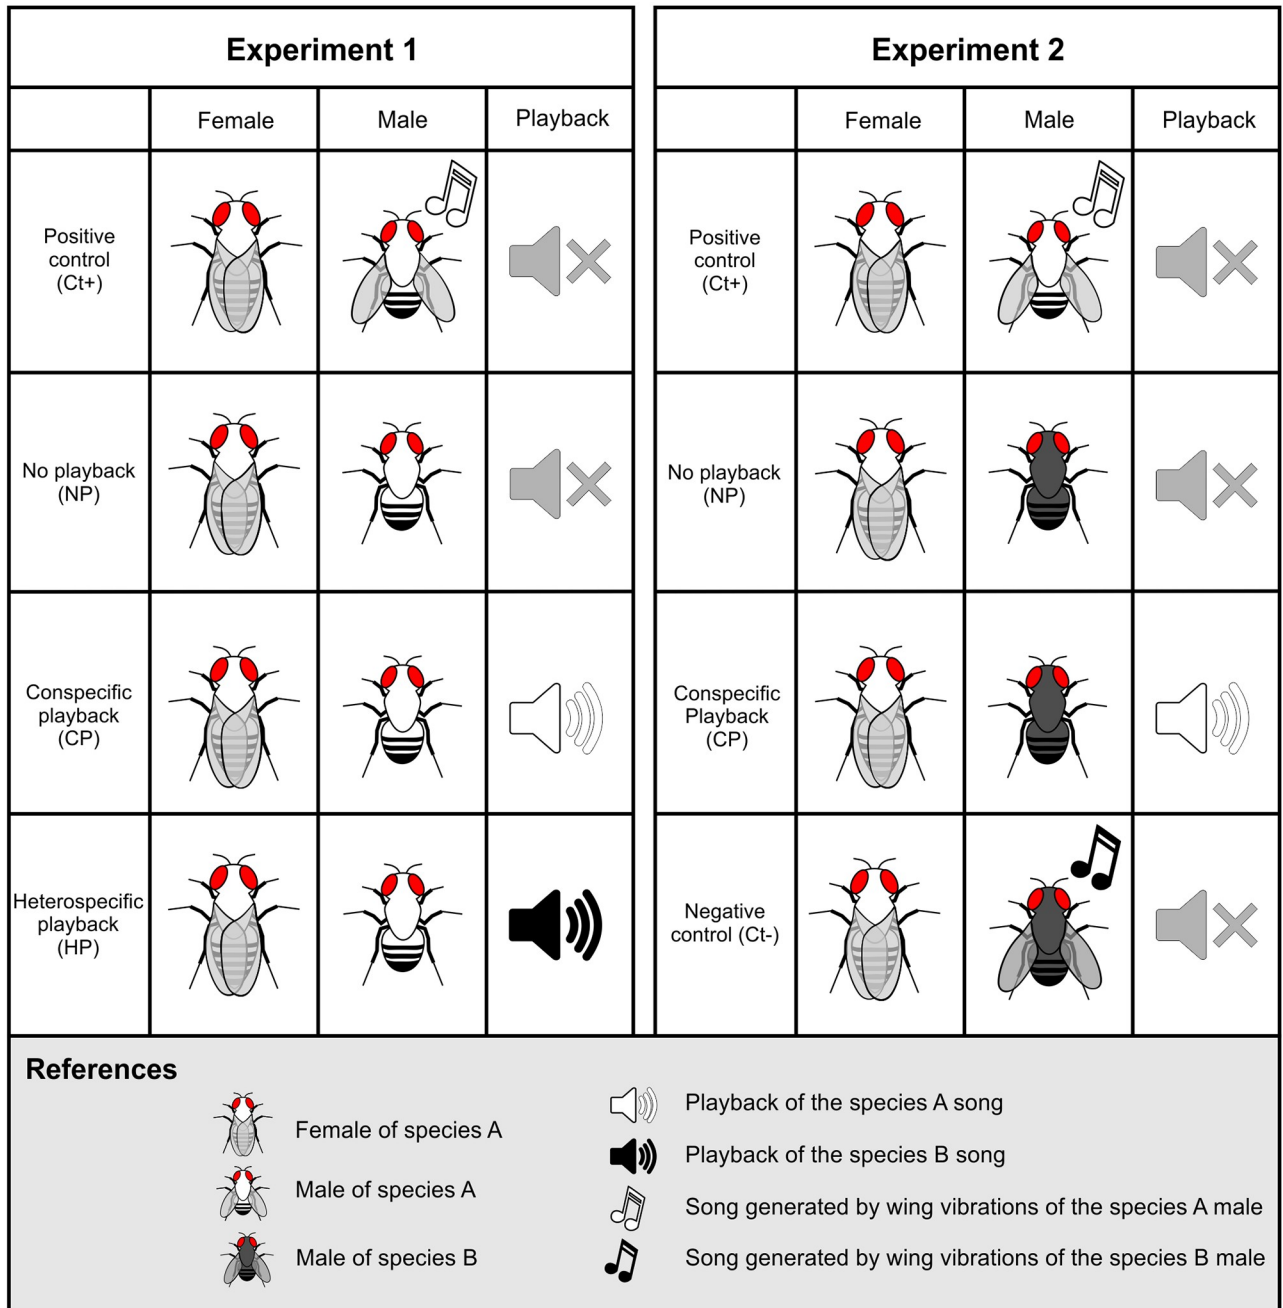 Experiment 1
Female Male Playback
Positive
control
(Ct+)
No playback
(NP)
Conspecific
playback
(CP)
Heterospecific
playback
(HP)
Experiment 2
Female Male Playback
Positive
control
(Ct+)
No playback
(NP)
Conspecific
Playback
(CP)
Negative
control (Ct-)
References
Female of species A
Male of species A
Male of species B
Playback of the species A song
Playback of the species B song
Song generated by wing vibrations of the species A male
Song generated by wing vibrations of the species B male